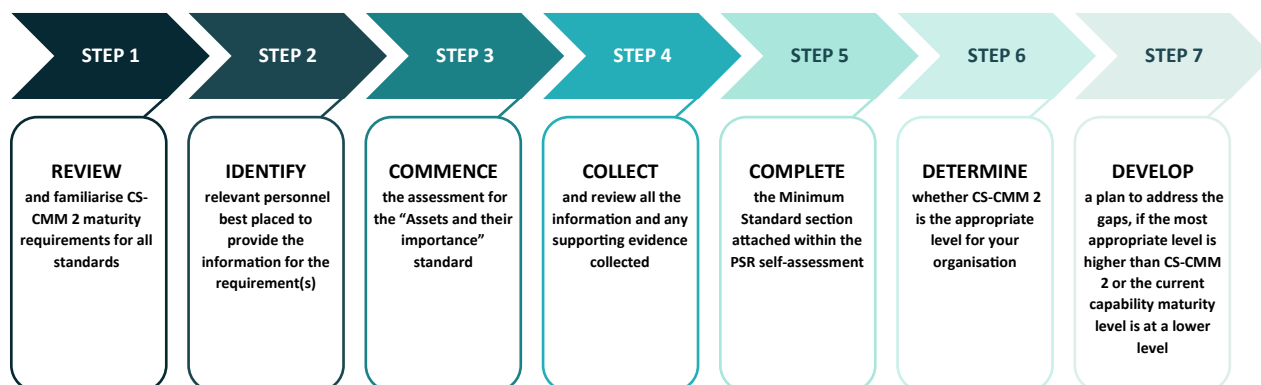 STEP 1
REVIEW
and familiarise CS-
CMM 2 maturity
requirements for all
standards
STEP 2
IDENTIFY
relevant personnel
best placed to
provide the
information for the
requirement(s)
STEP 3
COMMENCE
the assessment for
the “Assets and their
importance”
standard
STEP 4
COLLECT
and review all the
information and any
supporting evidence
collected
STEP 5
COMPLETE
the Minimum
Standard section
attached within the
PSR self-assessment
STEP 6
DETERMINE
whether CS-CMM 2
is the appropriate
level for your
organisation
STEP 7
DEVELOP
a plan to address the
gaps, if the most
appropriate level is
higher than CS-CMM
2 or the current
capability maturity
level is at a lower
level